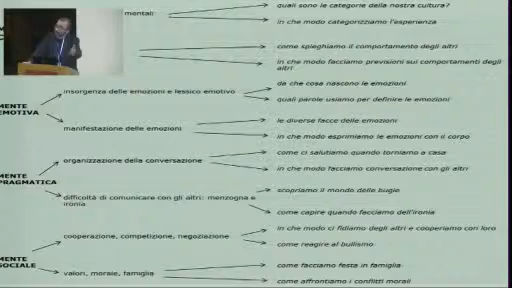 quali sono le categorie della nostra cultura?
mentali
in che modo categorizziamo l'esperienza
come spieghiamo il comportamento degli altri
in che modo facciamo previsioni sui comportamenti degli
altri
da che cosa nascono le emozioni
insorgenza delle emozioni e lessico emotivo
quali parole usiamo per definire le emozioni
MENTE
EMOTIVA
le diverse facce delle emozioni
manifestazione delle emozioni
in che modo esprimiamo le emozioni con il corpo
come ci salutiamo quando torniamo a casa
organizzazione della conversazione
in che modo facciamo conversazione con gli altri
MENTE
PRAGMATICA
scopriamo il mondo delle bugie
difficoltà di comunicare con gli altri: menzogna e
ironia
come capire quando facciamo dell'ironia
in che modo ci fidiamo degli altri e cooperiamo con loro
cooperazione, competizione, negoziazione
come reagire al bullismo
MENTE
SOCIALE
come facciamo festa in famiglia
valori, morale, famiglia
come affrontiamo i conflitti morali